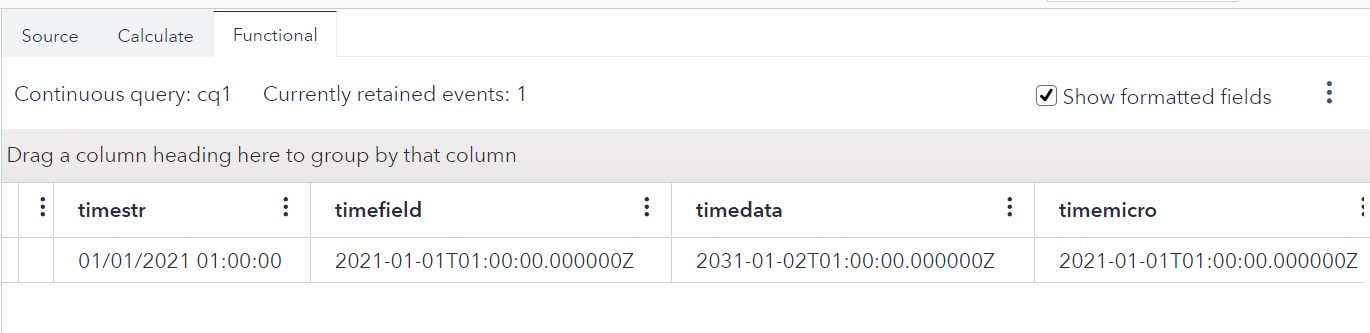 Source Calculate Functional
Continuous query: cq1 Currently retained events: 1 Show formatted fields
Drag a column heading here to group by that column
timestr timefield timedata timemicro
01/01/2021 01:00:00 2021-01-01T01:00:00.000000Z 2031-01-02T01:00:00.000000Z 2021-01-01T01:00:00.000000Z